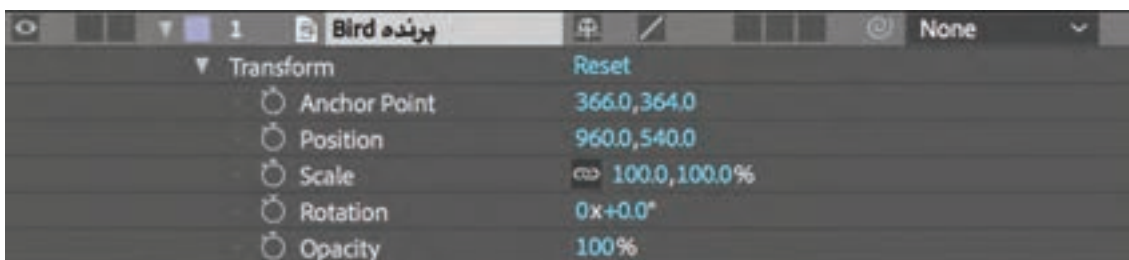 1 Bird پرنده None
Transform Reset
Anchor Point 366.0,364.0
Position 960.0,540.0
Scale 100.0,100.0%
Rotation 0x+0.0°
Opacity 100%